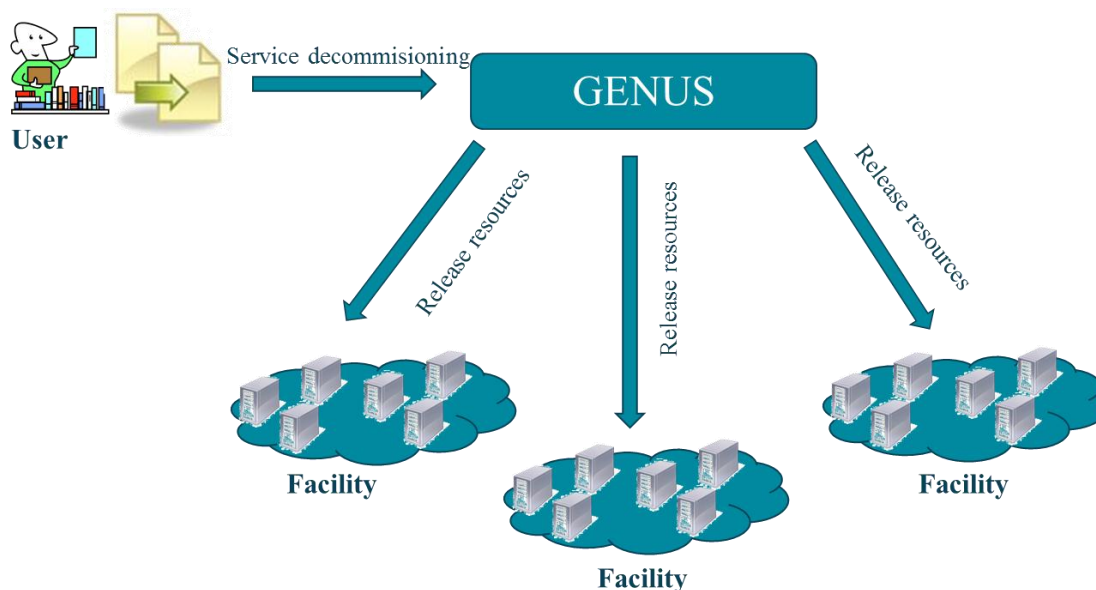 Service decommisioning
GENUS
User
Release resources
Release resources
Release resources
Facility
Facility
Facility